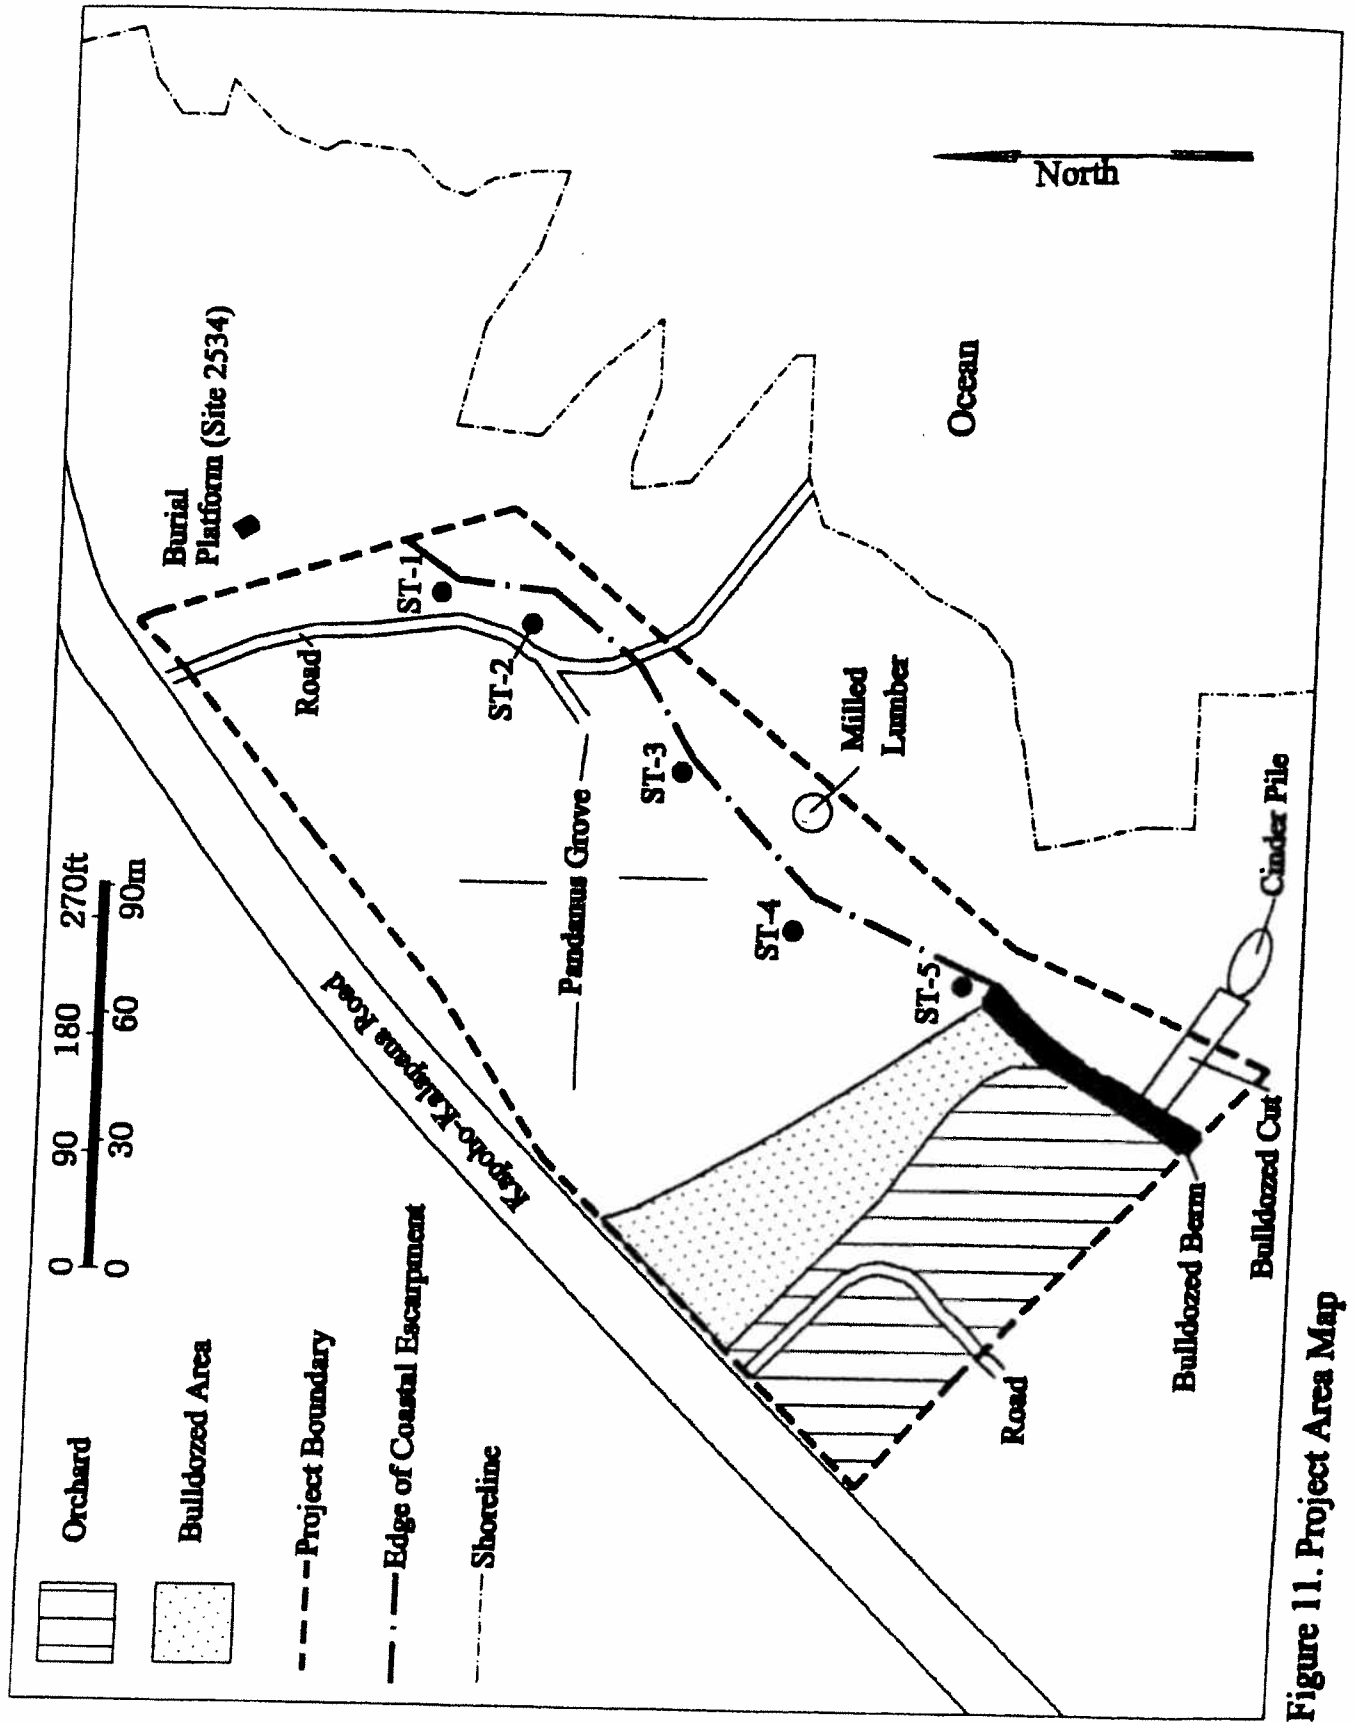 Orchard
Bulldozed Area
Project Boundary
Edge of Coastal Escarpment
Shoreline
0 90 180 270ft
0 30 60 90m
Kapoho-Kalapana Road
Burial
Platform (Site 2534)
Road
ST-1
ST-2
ST-3
ST-4
ST-5
Pandanus Grove
Milled
Lumber
Ocean
North
Road
Bulldozed Berm
Bulldozed Cut
Cinder Pile
Figure 11. Project Area Map